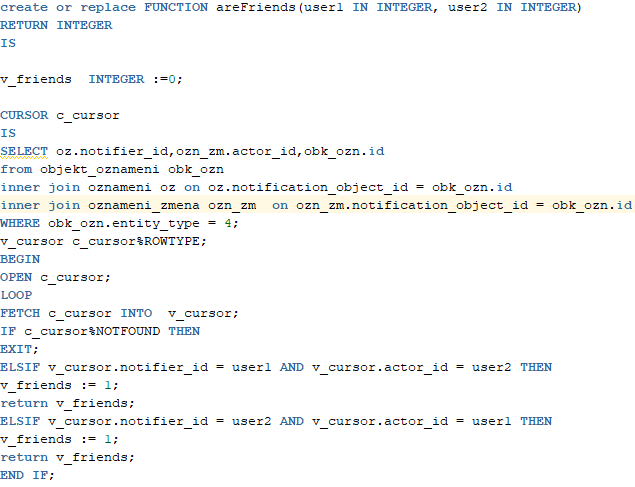 create or replace FUNCTION areFriends(user1 IN INTEGER, user2 IN INTEGER)
RETURN INTEGER
IS
v_friends  INTEGER :=0;
CURSOR c_cursor
IS
SELECT oz.notifier_id,ozn_zm.actor_id,obk_ozn.id
from objekt_oznameni obk_ozn
inner join oznameni oz on oz.notification_object_id = obk_ozn.id
inner join oznameni_zmena ozn_zm  on ozn_zm.notification_object_id = obk_ozn.id
WHERE obk_ozn.entity_type = 4;
v_cursor c_cursor%ROWTYPE;
BEGIN
OPEN c_cursor;
LOOP
FETCH c_cursor INTO  v_cursor;
IF c_cursor%NOTFOUND THEN
EXIT;
ELSIF v_cursor.notifier_id = user1 AND v_cursor.actor_id = user2 THEN
v_friends := 1;
return v_friends;
ELSIF v_cursor.notifier_id = user2 AND v_cursor.actor_id = user1 THEN
v_friends := 1;
return v_friends;
END IF;